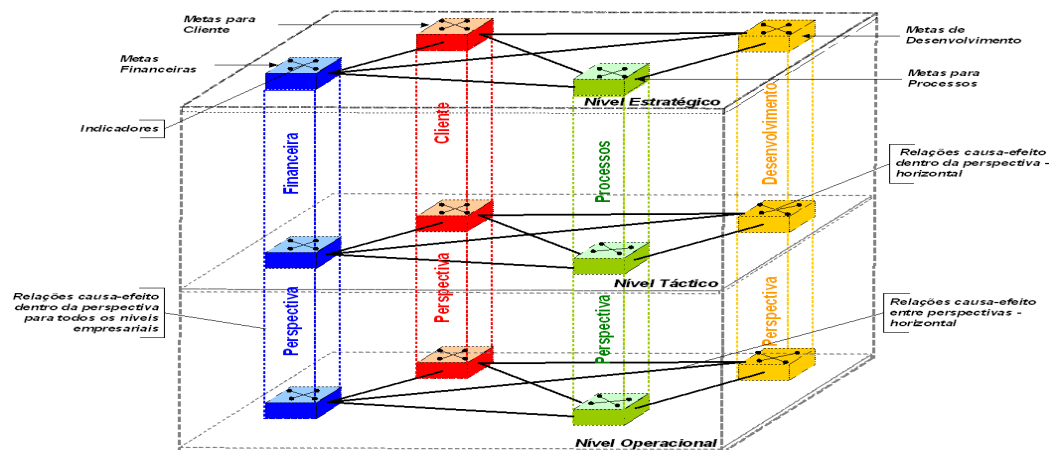 Metas para
Cliente
Metas
Financeiras
Indicadores
Metas de
Desenvolvimento
Metas para
Processos
Nível Estratégico
Financeira
Cliente
Processos
Desenvolvimento
Relações causa-efeito
dentro da perspectiva -
horizontal
Nível Táctico
Relações causa-efeito
dentro da perspectiva
para todos os níveis
empresariais
Perspectiva
Perspectiva
Perspectiva
Perspectiva
Relações causa-efeito
entre perspectivas -
horizontal
Nível Operacional